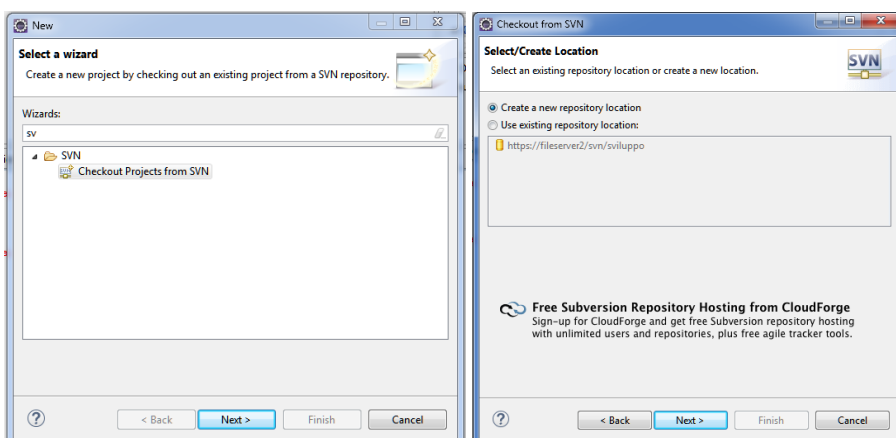 New
Select a wizard
Create a new project by checking out an existing project from a SVN repository.
Wizards:
sv
SVN
Checkout Projects from SVN
< Back
Next >
Finish
Cancel
Checkout from SVN
Select/Create Location
Select an existing repository location or create a new location.
SVN
Create a new repository location
Use existing repository location:
https://fileserver2/svn/sviluppo
Free Subversion Repository Hosting from CloudForge
Sign-up for CloudForge and get free Subversion repository hosting
with unlimited users and repositories, plus free agile tracker tools.
< Back
Next >
Finish
Cancel